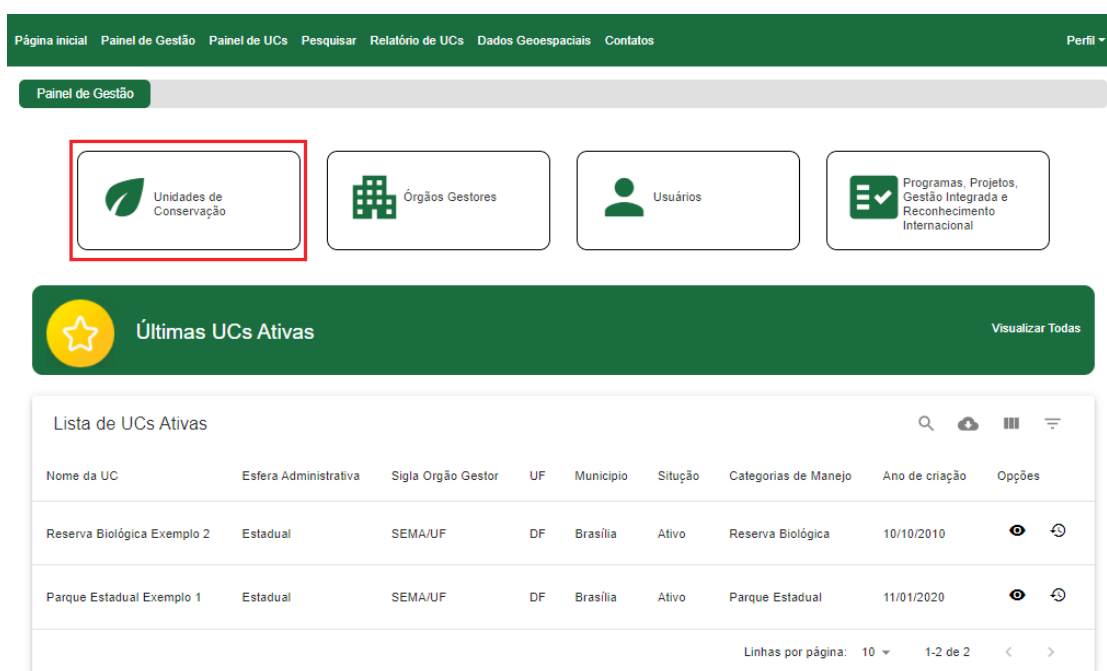 Página inicial Painel de Gestão Painel de UCs Pesquisar Relatório de UCs Dados Geoespaciais Contatos Perfil
Painel de Gestão
Unidades de
Conservação
Órgãos Gestores
Usuários
Programas, Projetos,
Gestão Integrada e
Reconhecimento
Internacional
Últimas UCs Ativas Visualizar Todas
Lista de UCs Ativas
Nome da UC Esfera Administrativa Sigla Orgão Gestor UF Municipio Situção Categorias de Manejo Ano de criação Opções
Reserva Biológica Exemplo 2 Estadual SEMA/UF DF Brasília Ativo Reserva Biológica 10/10/2010
Parque Estadual Exemplo 1 Estadual SEMA/UF DF Brasília Ativo Parque Estadual 11/01/2020
Linhas por página: 10 1-2 de 2